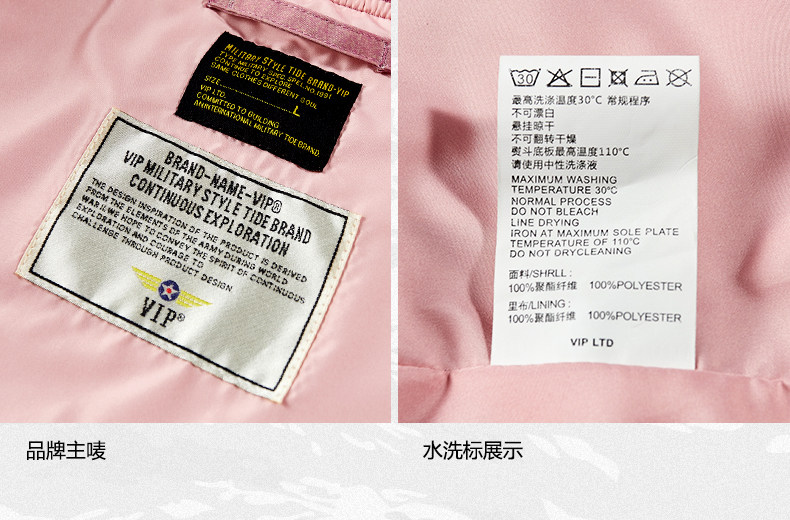 MILITARY STYLE TIDE BRAND-VIP
TYPE MILITARY, SPEC, SPEL.NO.1991
CONTINUE TO EXPLORE
SAME CLOTHES DIFFERENT SOUL
SIZE
L
VIP LTD.
COMMITTED TO BUILDING
ANINTERNATIONAL MILITARY TIDE BRAND.
BRAND-NAME-VIP®
VIP MILITARY STYLE TIDE BRAND
CONTINUOUS EXPLORATION
THE DESIGN INSPIRATION OF THE PRODUCT IS DERIVED
FROM THE ELEMENTS OF THE ARMY DURING WORLD
WAR II.WE HOPE TO CONVEY THE SPIRIT OF CONTINUOUS
EXPLORATION AND COURAGE TO
CHALLENGE THROUGH PRODUCT DESIGN
VIP®
品牌主唛
30
最高洗涤温度30°C 常规程序
不可漂白
悬挂晾干
不可翻转干燥
熨斗底板最高温度110°C
请使用中性洗涤液
MAXIMUM WASHING
TEMPERATURE 30°C
NORMAL PROCESS
DO NOT BLEACH
LINE DRYING
IRON AT MAXIMUM SOLE PLATE
TEMPERATURE OF 110°C
DO NOT DRYCLEANING
面料/SHRLL :
100%聚酯纤维 100%POLYESTER
里布/LINING :
100%聚酯纤维 100%POLYESTER
VIP LTD
水洗标展示